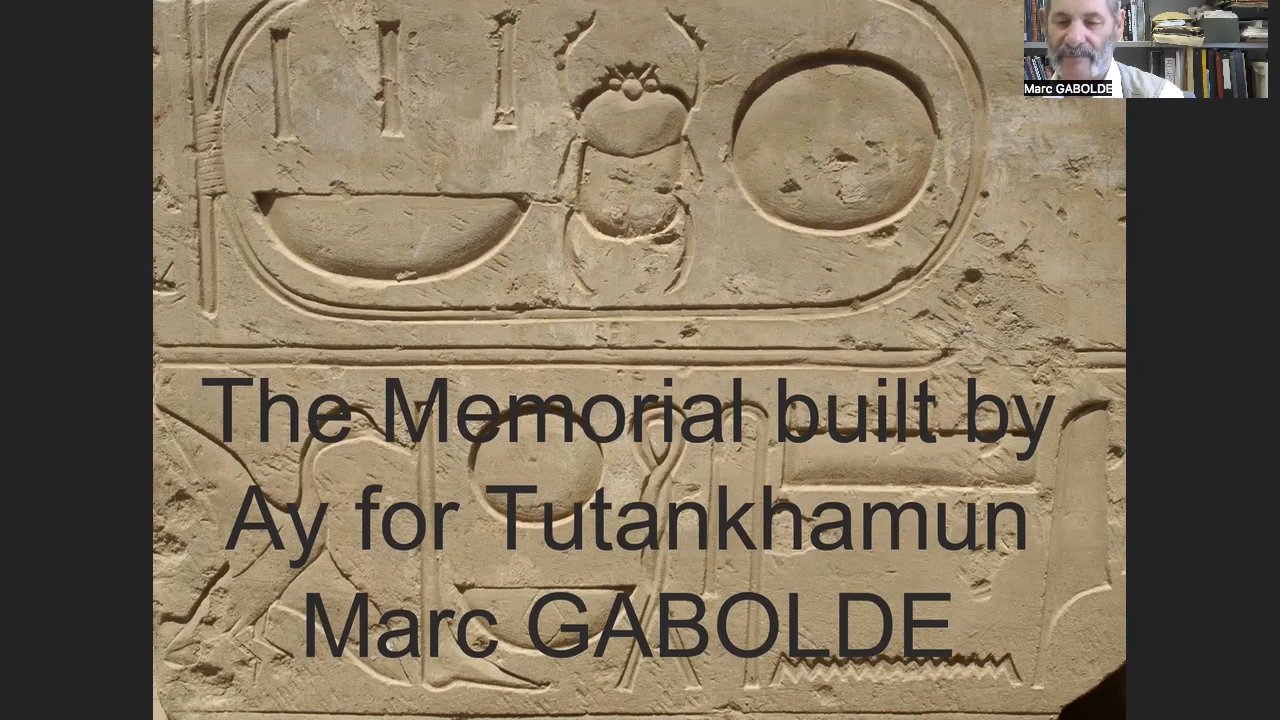 Marc GABOLDE
The Memorial built by
Ay for Tutankhamun
Marc GABOLDE